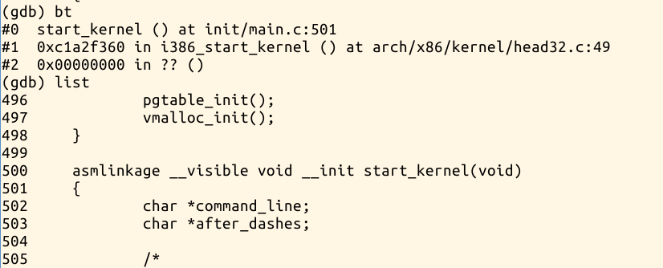 (gdb) bt
#0  start_kernel () at init/main.c:501
#1  0xc1a2f360 in i386_start_kernel () at arch/x86/kernel/head32.c:49
#2  0x00000000 in ?? ()
(gdb) list
496             pgtable_init();
497             vmalloc_init();
498     }
499
500     asmlinkage __visible void __init start_kernel(void)
501     {
502             char *command_line;
503             char *after_dashes;
504
505             /*